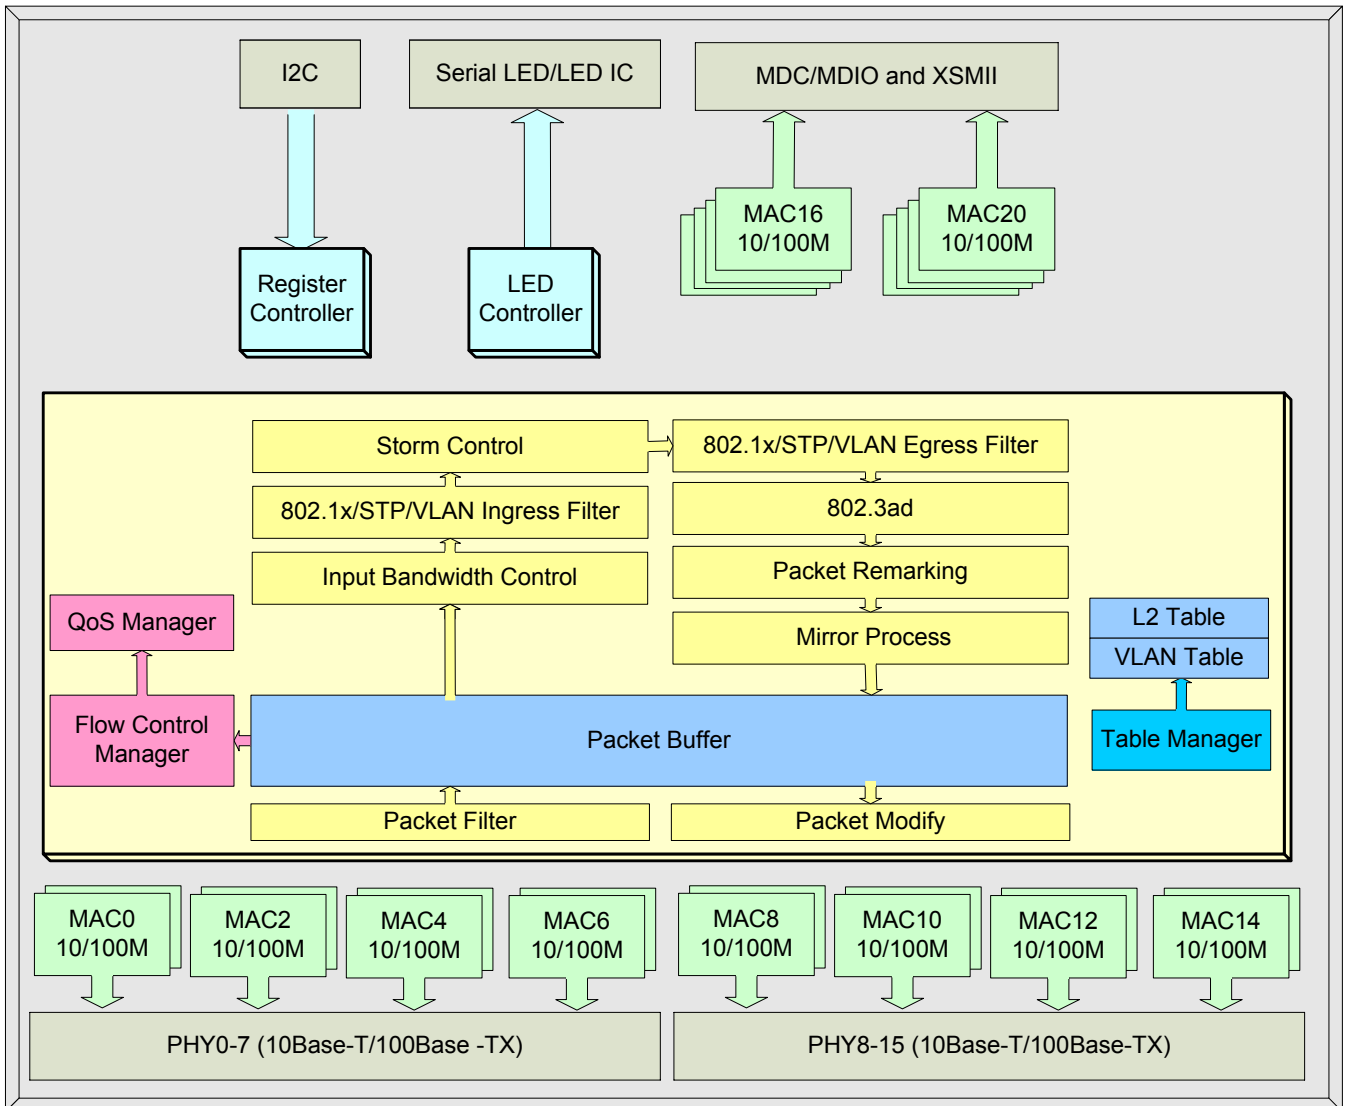 I2C
Serial LED/LED IC
MDC/MDIO and XSMII
MAC16
10/100M
MAC20
10/100M
Register
Controller
LED
Controller
Storm Control
802.1x/STP/VLAN Egress Filter
802.1x/STP/VLAN Ingress Filter
802.3ad
Input Bandwidth Control
Packet Remarking
QoS Manager
Mirror Process
L2 Table
VLAN Table
Flow Control
Manager
Packet Buffer
Table Manager
Packet Filter
Packet Modify
MAC0
10/100M
MAC2
10/100M
MAC4
10/100M
MAC6
10/100M
MAC8
10/100M
MAC10
10/100M
MAC12
10/100M
MAC14
10/100M
PHY0-7 (10Base-T/100Base -TX)
PHY8-15 (10Base-T/100Base-TX)